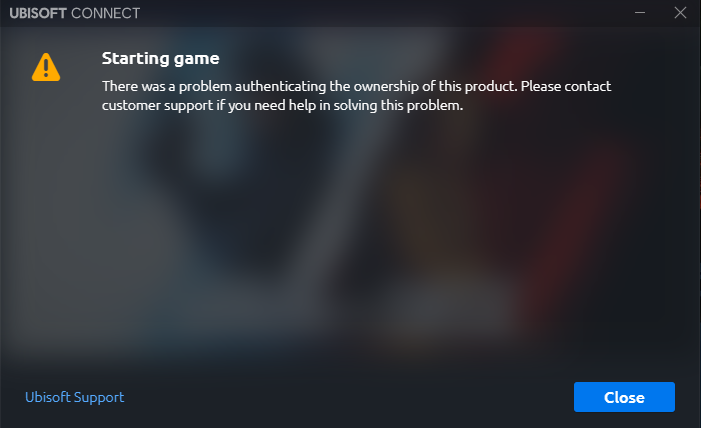 UBISOFT CONNECT
Starting game
There was a problem authenticating the ownership of this product. Please contact
customer support if you need help in solving this problem.
Ubisoft Support
Close